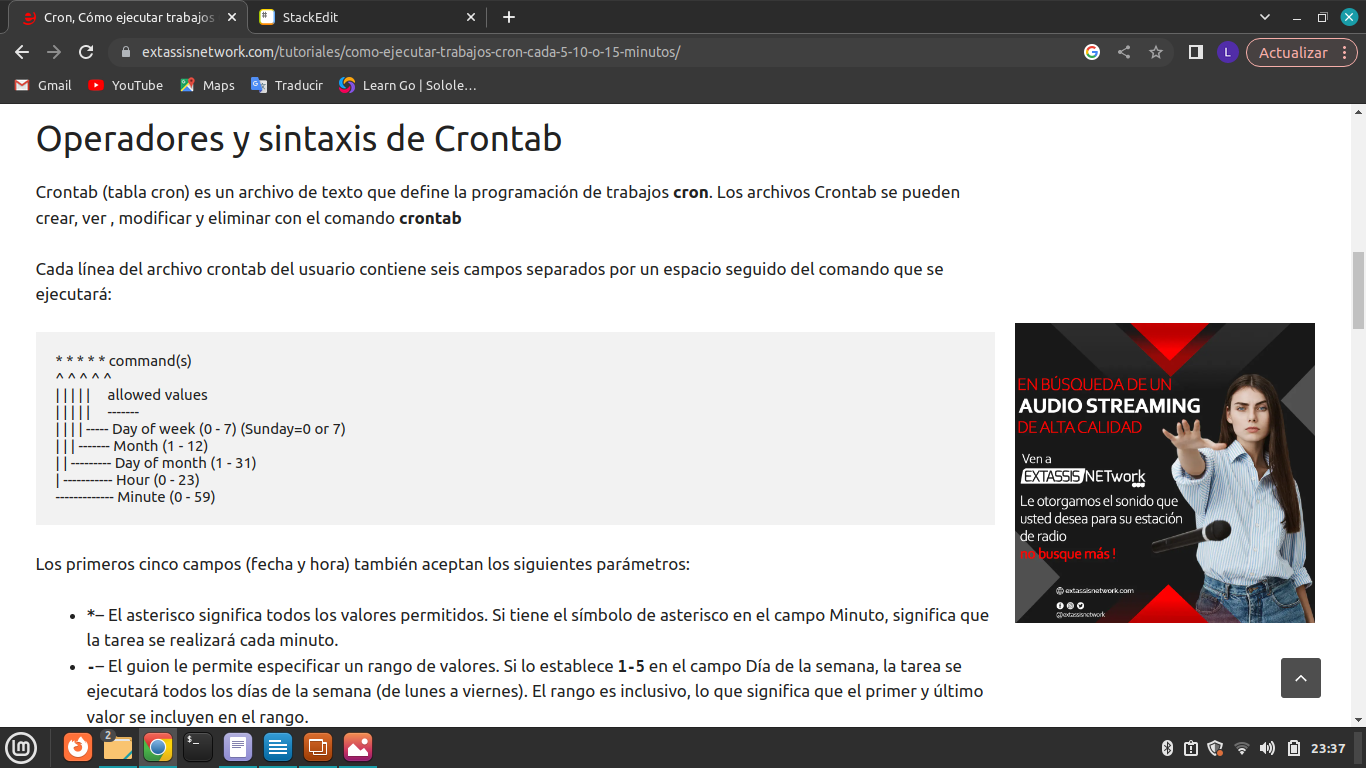 Cron, Cómo ejecutar trabajos
StackEdit
extassisnetwork.com/tutoriales/como-ejecutar-trabajos-cron-cada-5-10-o-15-minutos/
L
Actualizar
Gmail
YouTube
Maps
Traducir
Learn Go | Solole…
Operadores y sintaxis de Crontab
Crontab (tabla cron) es un archivo de texto que define la programación de trabajos cron. Los archivos Crontab se pueden
crear, ver , modificar y eliminar con el comando crontab
Cada línea del archivo crontab del usuario contiene seis campos separados por un espacio seguido del comando que se
ejecutará:
* * * * * command(s)
^ ^ ^ ^ ^
| | | | |     allowed values
| | | | |     -------
| | | | ----- Day of week (0 - 7) (Sunday=0 or 7)
| | | ------- Month (1 - 12)
| | --------- Day of month (1 - 31)
| ----------- Hour (0 - 23)
------------- Minute (0 - 59)
Los primeros cinco campos (fecha y hora) también aceptan los siguientes parámetros:
• *– El asterisco significa todos los valores permitidos. Si tiene el símbolo de asterisco en el campo Minuto, significa que
la tarea se realizará cada minuto.
• -– El guion le permite especificar un rango de valores. Si lo establece 1-5 en el campo Día de la semana, la tarea se
ejecutará todos los días de la semana (de lunes a viernes). El rango es inclusivo, lo que significa que el primer y último
valor se incluyen en el rango.
EN BÚSQUEDA DE UN
AUDIO STREAMING
DE ALTA CALIDAD
Ven a
EXTASSIS NETwork
Le otorgamos el sonido que
usted desea para su estación
de radio
no busque más !
extassisnetwork.com
@extassisnetwork
2
$_
23:37